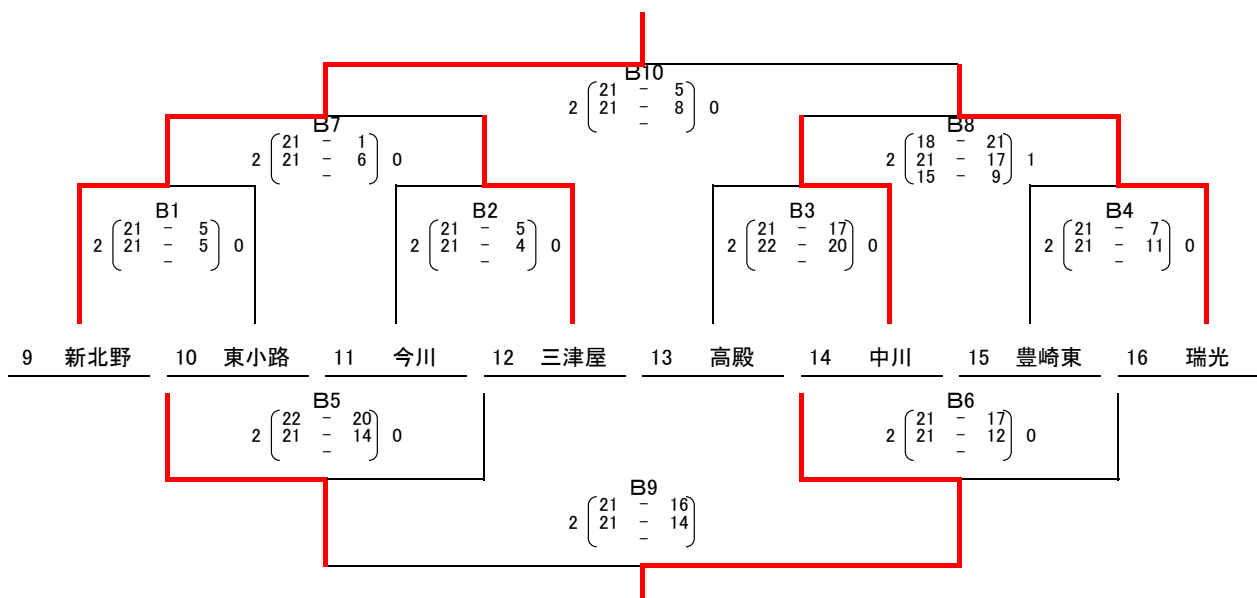 B10
21 - 5
2 21 - 8 0
-
B7
21 - 1
2 21 - 6 0
-
B8
18 - 21
2 21 - 17 1
15 - 9
B1
21 - 5
2 21 - 5 0
-
B2
21 - 5
2 21 - 4 0
-
B3
21 - 17
2 22 - 20 0
-
B4
21 - 7
2 21 - 11 0
-
9 新北野 10 東小路 11 今川 12 三津屋 13 高殿 14 中川 15 豊崎東 16 瑞光
B5
22 - 20
2 21 - 14 0
-
B6
21 - 17
2 21 - 12 0
-
B9
21 - 16
2 21 - 14
-